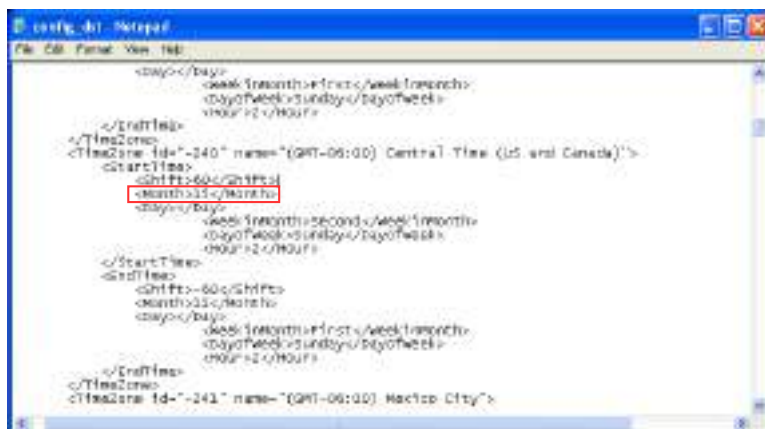 config_dst - Notepad
File Edit Format View Help
<Day></Day>
<WeekinMonth>First</WeekinMonth>
<DayofWeek>Sunday</DayofWeek>
<Hour>2</Hour>
</EndTime>
</TimeZone>
<TimeZone id="-240" name="(GMT-06:00) Central Time (US and Canada)">
<StartTime>
<Shift>60</Shift>
<Month>15</Month>
<Day></Day>
<WeekinMonth>Second</WeekinMonth>
<DayofWeek>Sunday</DayofWeek>
<Hour>2</Hour>
</StartTime>
<EndTime>
<Shift>-60</Shift>
<Month>15</Month>
<Day></Day>
<WeekinMonth>First</WeekinMonth>
<DayofWeek>Sunday</DayofWeek>
<Hour>2</Hour>
</EndTime>
</TimeZone>
<TimeZone id="-241" name="(GMT-06:00) Mexico City">